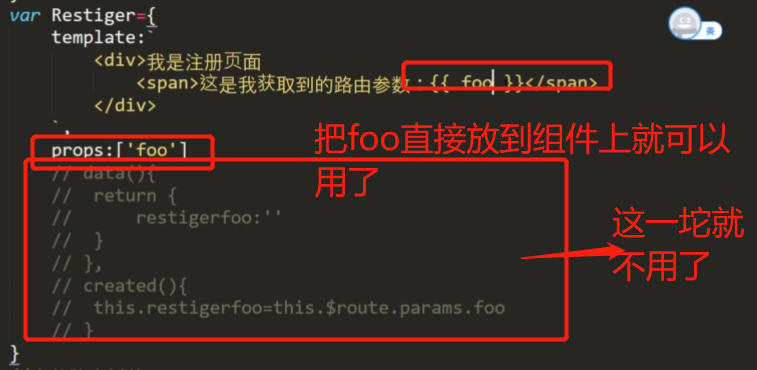 var Restiger={
template:`
<div>我是注册页面
<span>这是我获取到的路由参数：{{ foo }}</span>
</div>
`,
props:['foo']
把foo直接放到组件上就可以
用了
// data(){
// return {
// restigerfoo:''
// }
// },
// created(){
// this.restigerfoo=this.$route.params.foo
// }
}
这一坨就
不用了
英